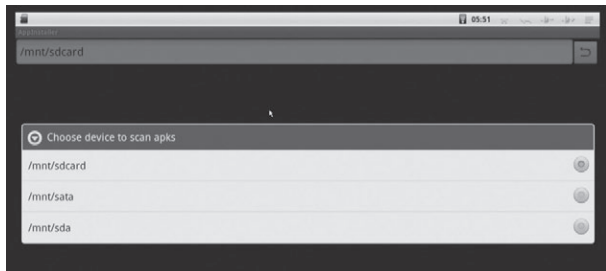 05:51
AppInstaller
/mnt/sdcard
Choose device to scan apks
/mnt/sdcard
/mnt/sata
/mnt/sda